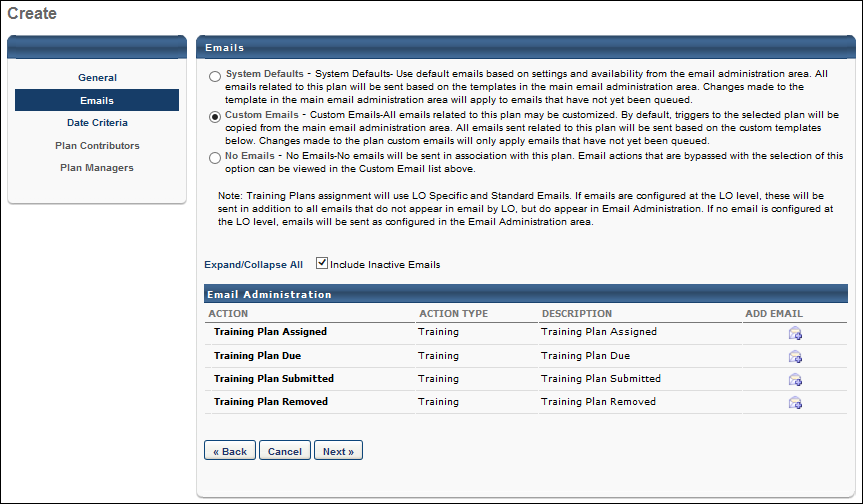 Create
General
Emails
Date Criteria
Plan Contributors
Plan Managers
Emails
System Defaults - System Defaults- Use default emails based on settings and availability from the email administration area. All
emails related to this plan will be sent based on the templates in the main email administration area. Changes made to the
template in the main email administration area will apply to emails that have not yet been queued.
Custom Emails - Custom Emails-All emails related to this plan may be customized. By default, triggers to the selected plan will be
copied from the main email administration area. All emails sent related to this plan will be sent based on the custom templates
below. Changes made to the plan custom emails will only apply emails that have not yet been queued.
No Emails - No Emails-No emails will be sent in association with this plan. Email actions that are bypassed with the selection of this
option can be viewed in the Custom Email list above.
Note: Training Plans assignment will use LO Specific and Standard Emails. If emails are configured at the LO level, these will be
sent in addition to all emails that do not appear in email by LO, but do appear in Email Administration. If no email is configured at
the LO level, emails will be sent as configured in the Email Administration area.
Expand/Collapse All Include Inactive Emails
Email Administration
ACTION ACTION TYPE DESCRIPTION ADD EMAIL
Training Plan Assigned Training Training Plan Assigned
Training Plan Due Training Training Plan Due
Training Plan Submitted Training Training Plan Submitted
Training Plan Removed Training Training Plan Removed
« Back Cancel Next »